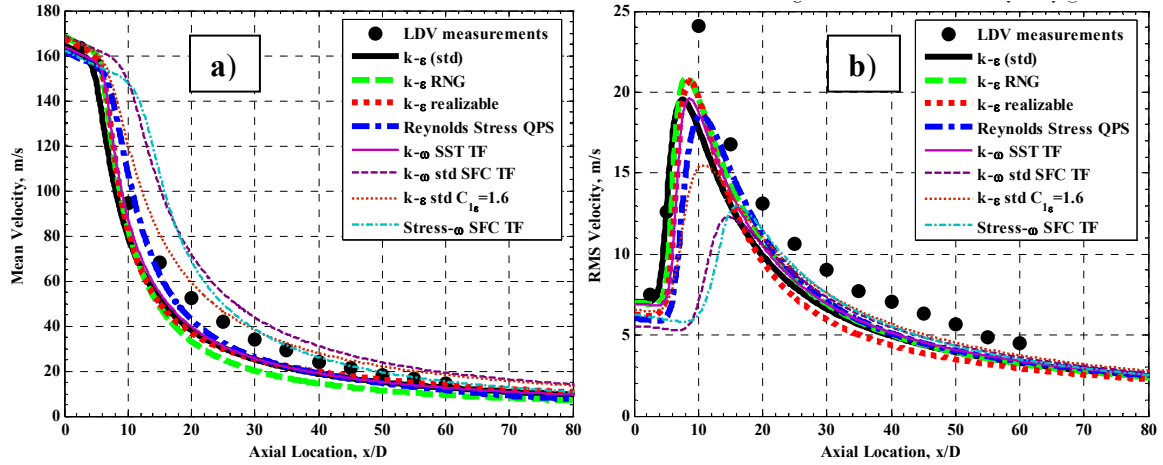 a)
LDV measurements
k-ε (std)
k-ε RNG
k-ε realizable
Reynolds Stress QPS
k-ω SST TF
k-ω std SFC TF
k-ε std C1ε=1.6
Stress-ω SFC TF
Mean Velocity, m/s
180
160
140
120
100
80
60
40
20
0
0 10 20 30 40 50 60 70 80
Axial Location, x/D
b)
LDV measurements
k-ε (std)
k-ε RNG
k-ε realizable
Reynolds Stress QPS
k-ω SST TF
k-ω std SFC TF
k-ε std C1ε=1.6
Stress-ω SFC TF
RMS Velocity, m/s
25
20
15
10
5
0
0 10 20 30 40 50 60 70 80
Axial Location, x/D